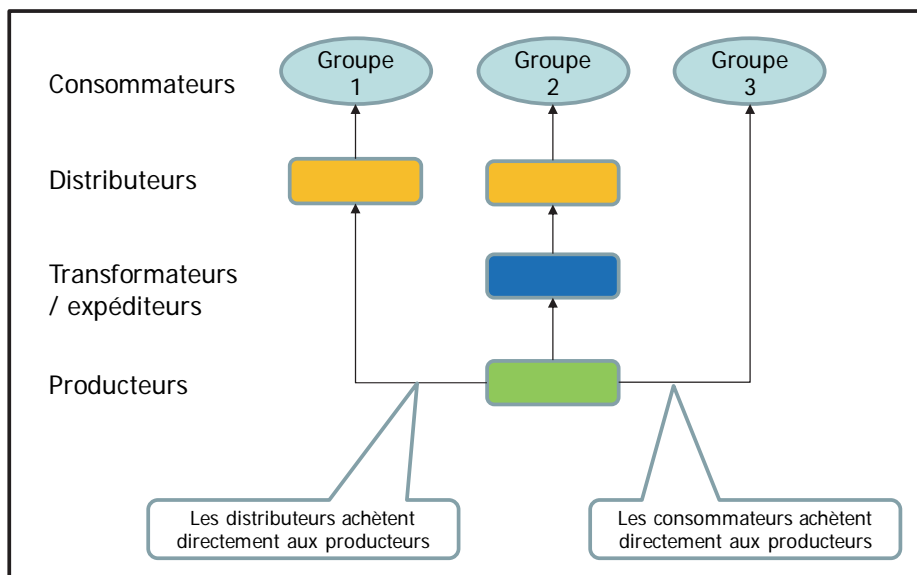 Consommateurs
Groupe
1
Groupe
2
Groupe
3
Distributeurs
Transformateurs
/ expéditeurs
Producteurs
Les distributeurs achètent
directement aux producteurs
Les consommateurs achètent
directement aux producteurs